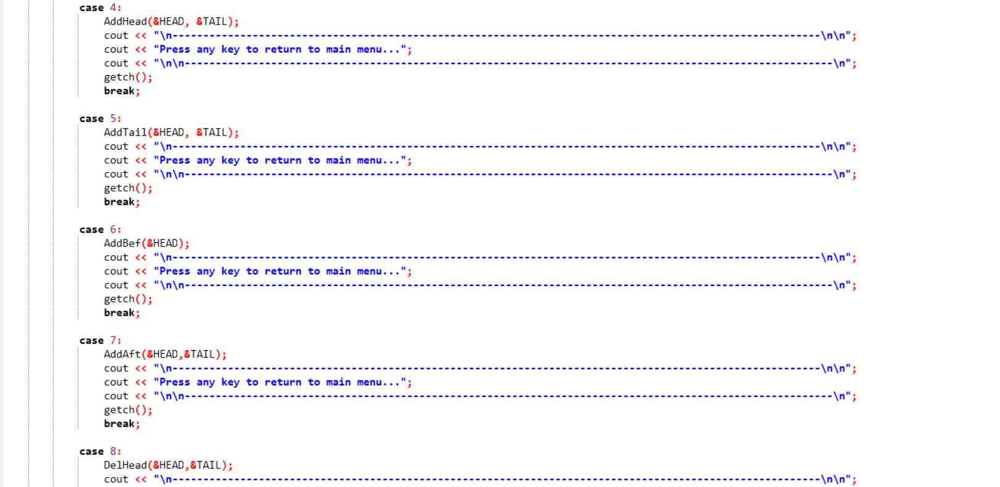 case 4:
AddHead(&HEAD, &TAIL);
cout << "\n---------------------------------------------------------------------------------------------------------\n\n";
cout << "Press any key to return to main menu...";
cout << "\n\n---------------------------------------------------------------------------------------------------------\n";
getch();
break;
case 5:
AddTail(&HEAD, &TAIL);
cout << "\n---------------------------------------------------------------------------------------------------------\n\n";
cout << "Press any key to return to main menu...";
cout << "\n\n---------------------------------------------------------------------------------------------------------\n";
getch();
break;
case 6:
AddBef(&HEAD);
cout << "\n---------------------------------------------------------------------------------------------------------\n\n";
cout << "Press any key to return to main menu...";
cout << "\n\n---------------------------------------------------------------------------------------------------------\n";
getch();
break;
case 7:
AddAft(&HEAD,&TAIL);
cout << "\n---------------------------------------------------------------------------------------------------------\n\n";
cout << "Press any key to return to main menu...";
cout << "\n\n---------------------------------------------------------------------------------------------------------\n";
getch();
break;
case 8:
DelHead(&HEAD,&TAIL);
cout << "\n---------------------------------------------------------------------------------------------------------\n\n";